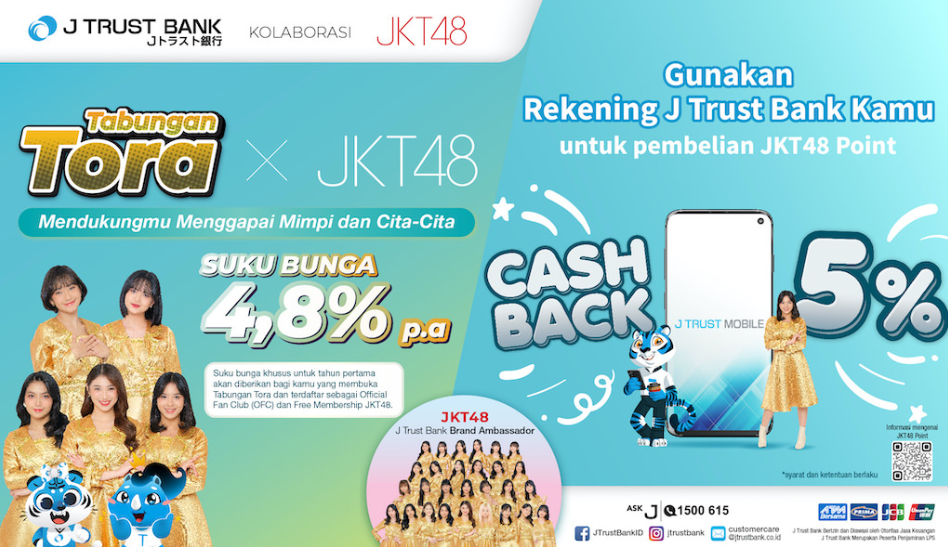 J TRUST BANK
Jトラスト銀行
KOLABORASI
JKT48
Tabungan
Tora
× JKT48
Mendukungmu Menggapai Mimpi dan Cita-Cita
SUKU BUNGA
4,8% p.a
Suku bunga khusus untuk tahun pertama
akan diberikan bagi kamu yang membuka
Tabungan Tora dan terdaftar sebagai Official
Fan Club (OFC) dan Free Membership JKT48.
JKT48
J Trust Bank Brand Ambassador
Gunakan
Rekening J Trust Bank Kamu
untuk pembelian JKT48 Point
CASH
BACK
5%
J TRUST MOBILE
Informasi mengenai
JKT48 Point
*syarat dan ketentuan berlaku
ASK J
1500 615
JTrustBankID
jtrustbank
customercare
@jtrustbank.co.id
ATM
Bersama
PRIMA
JCB
UnionPay
J Trust Bank Berizin dan Diawasi oleh Otoritas Jasa Keuangan
J Trust Bank Merupakan Peserta Penjaminan LPS